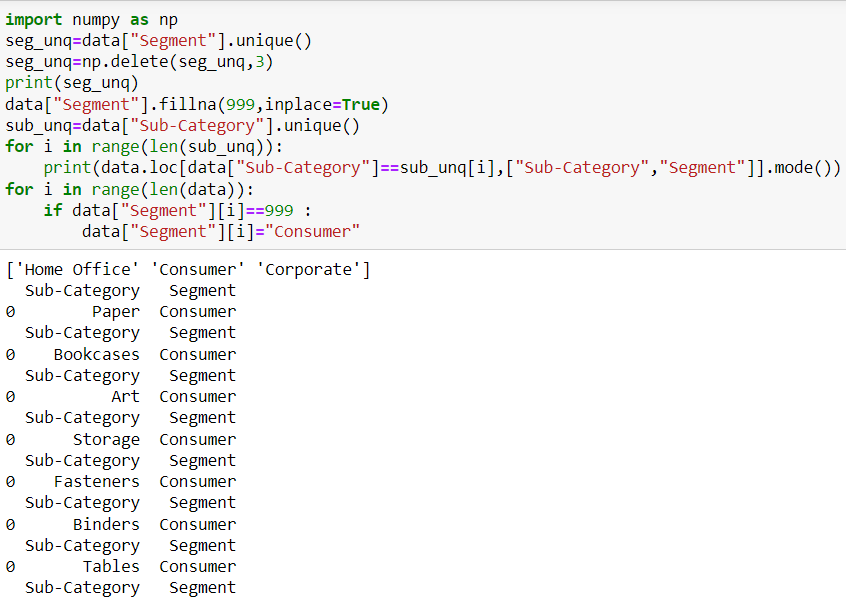 import numpy as np
seg_unq=data["Segment"].unique()
seg_unq=np.delete(seg_unq,3)
print(seg_unq)
data["Segment"].fillna(999,inplace=True)
sub_unq=data["Sub-Category"].unique()
for i in range(len(sub_unq)):
    print(data.loc[data["Sub-Category"]==sub_unq[i],["Sub-Category","Segment"]].mode())
for i in range(len(data)):
    if data["Segment"][i]==999 :
        data["Segment"][i]="Consumer"
['Home Office' 'Consumer' 'Corporate']
  Sub-Category   Segment
0        Paper  Consumer
  Sub-Category   Segment
0    Bookcases  Consumer
  Sub-Category   Segment
0          Art  Consumer
  Sub-Category   Segment
0      Storage  Consumer
  Sub-Category   Segment
0    Fasteners  Consumer
  Sub-Category   Segment
0      Binders  Consumer
  Sub-Category   Segment
0       Tables  Consumer
  Sub-Category   Segment